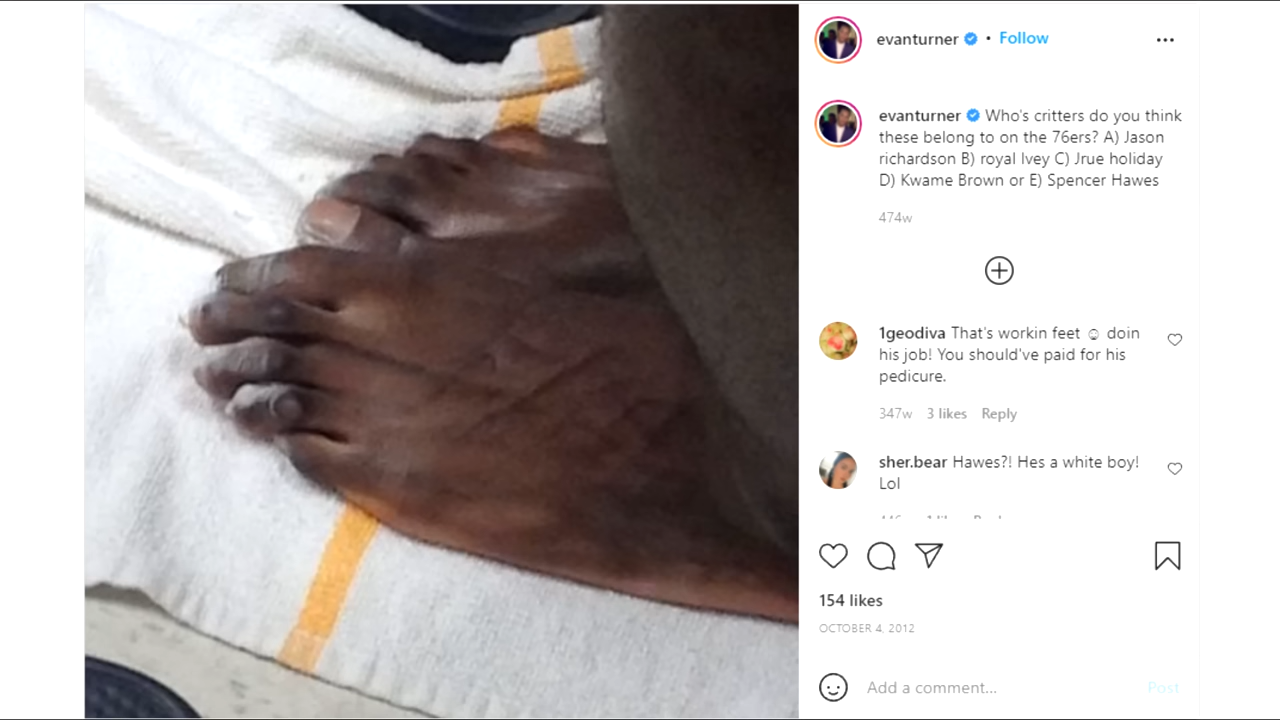 evanturner • Follow
evanturner Who's critters do you think
these belong to on the 76ers? A) Jason
richardson B) royal Ivey C) Jrue holiday
D) Kwame Brown or E) Spencer Hawes
474w
1geodiva That's workin feet ☺ doin
his job! You should've paid for his
pedicure.
347w 3 likes Reply
sher.bear Hawes?! Hes a white boy!
Lol
154 likes
OCTOBER 4, 2012
Add a comment... Post